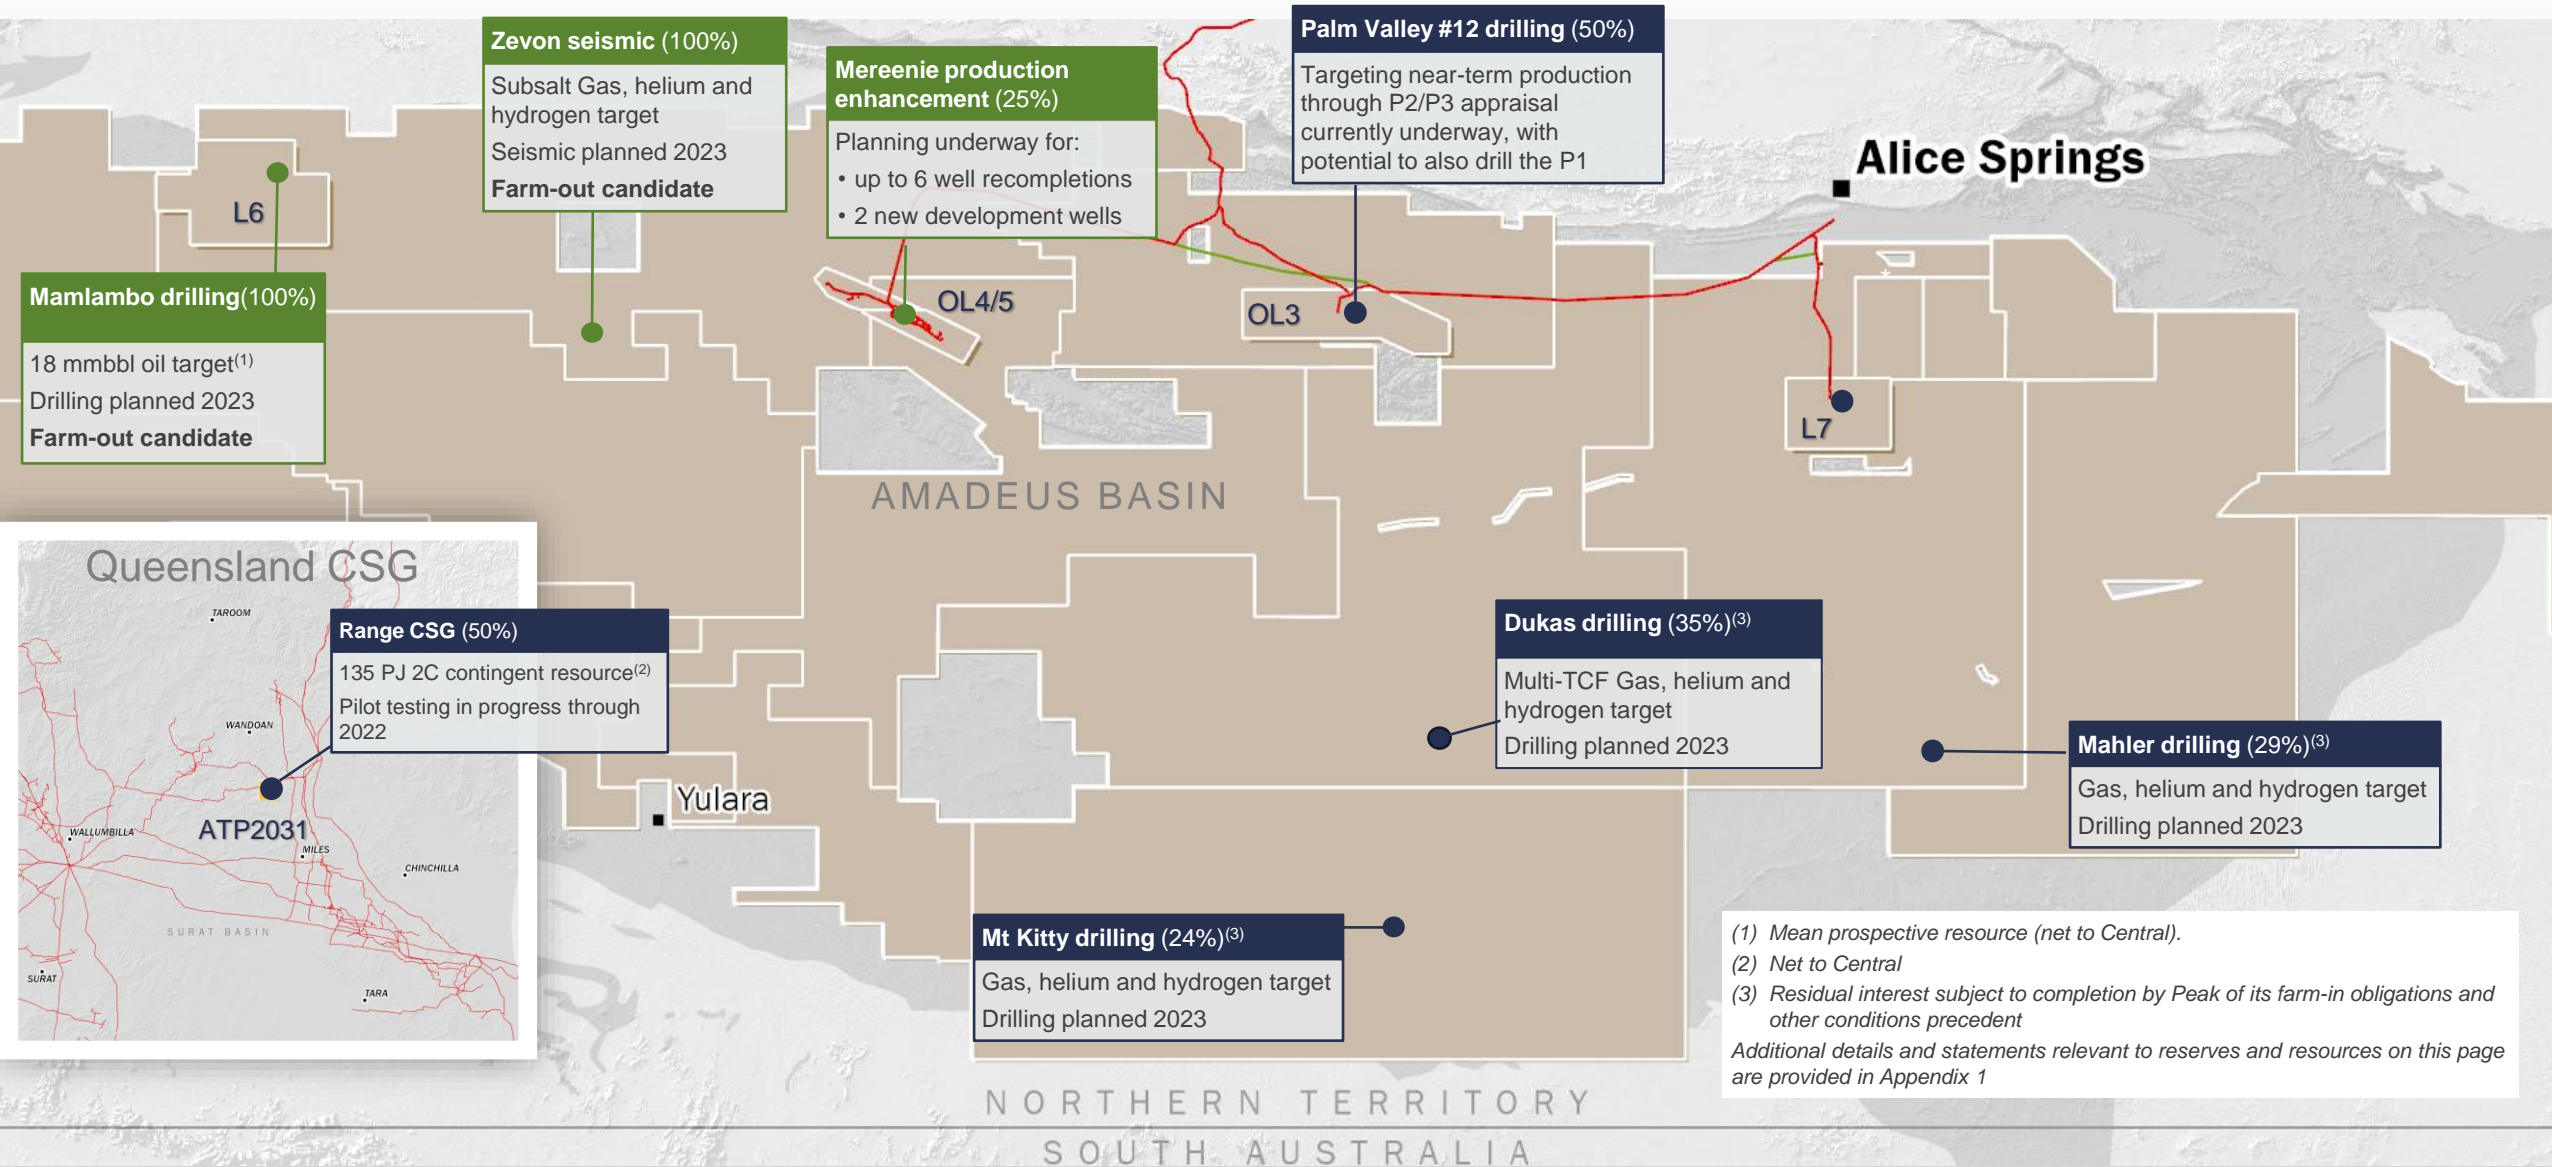 Zevon seismic (100%)
Subsalt Gas, helium and
hydrogen target
Seismic planned 2023
Farm-out candidate
Mereenie production
enhancement (25%)
Planning underway for:
• up to 6 well recompletions
• 2 new development wells
Palm Valley #12 drilling (50%)
Targeting near-term production
through P2/P3 appraisal
currently underway, with
potential to also drill the P1
Alice Springs
L6
Mamlambo drilling(100%)
18 mmbbl oil target(1)
Drilling planned 2023
Farm-out candidate
OL4/5
OL3
*
L7
AMADEUS BASIN
Queensland CSG
TAROOM
Range CSG (50%)
135 PJ 2C contingent resource(2)
Pilot testing in progress through
2022
WANDOAN
WALLUMBILLA
ATP2031
MILES
CHINCHILLA
SURAT BASIN
SURAT
TARA
Yulara
Dukas drilling (35%)(3)
Multi-TCF Gas, helium and
hydrogen target
Drilling planned 2023
Mahler drilling (29%)(3)
Gas, helium and hydrogen target
Drilling planned 2023
Mt Kitty drilling (24%)(3)
Gas, helium and hydrogen target
Drilling planned 2023
(1) Mean prospective resource (net to Central).
(2) Net to Central
(3) Residual interest subject to completion by Peak of its farm-in obligations and
other conditions precedent
Additional details and statements relevant to reserves and resources on this page
are provided in Appendix 1
NORTHERN TERRITORY
SOUTH AUSTRALIA